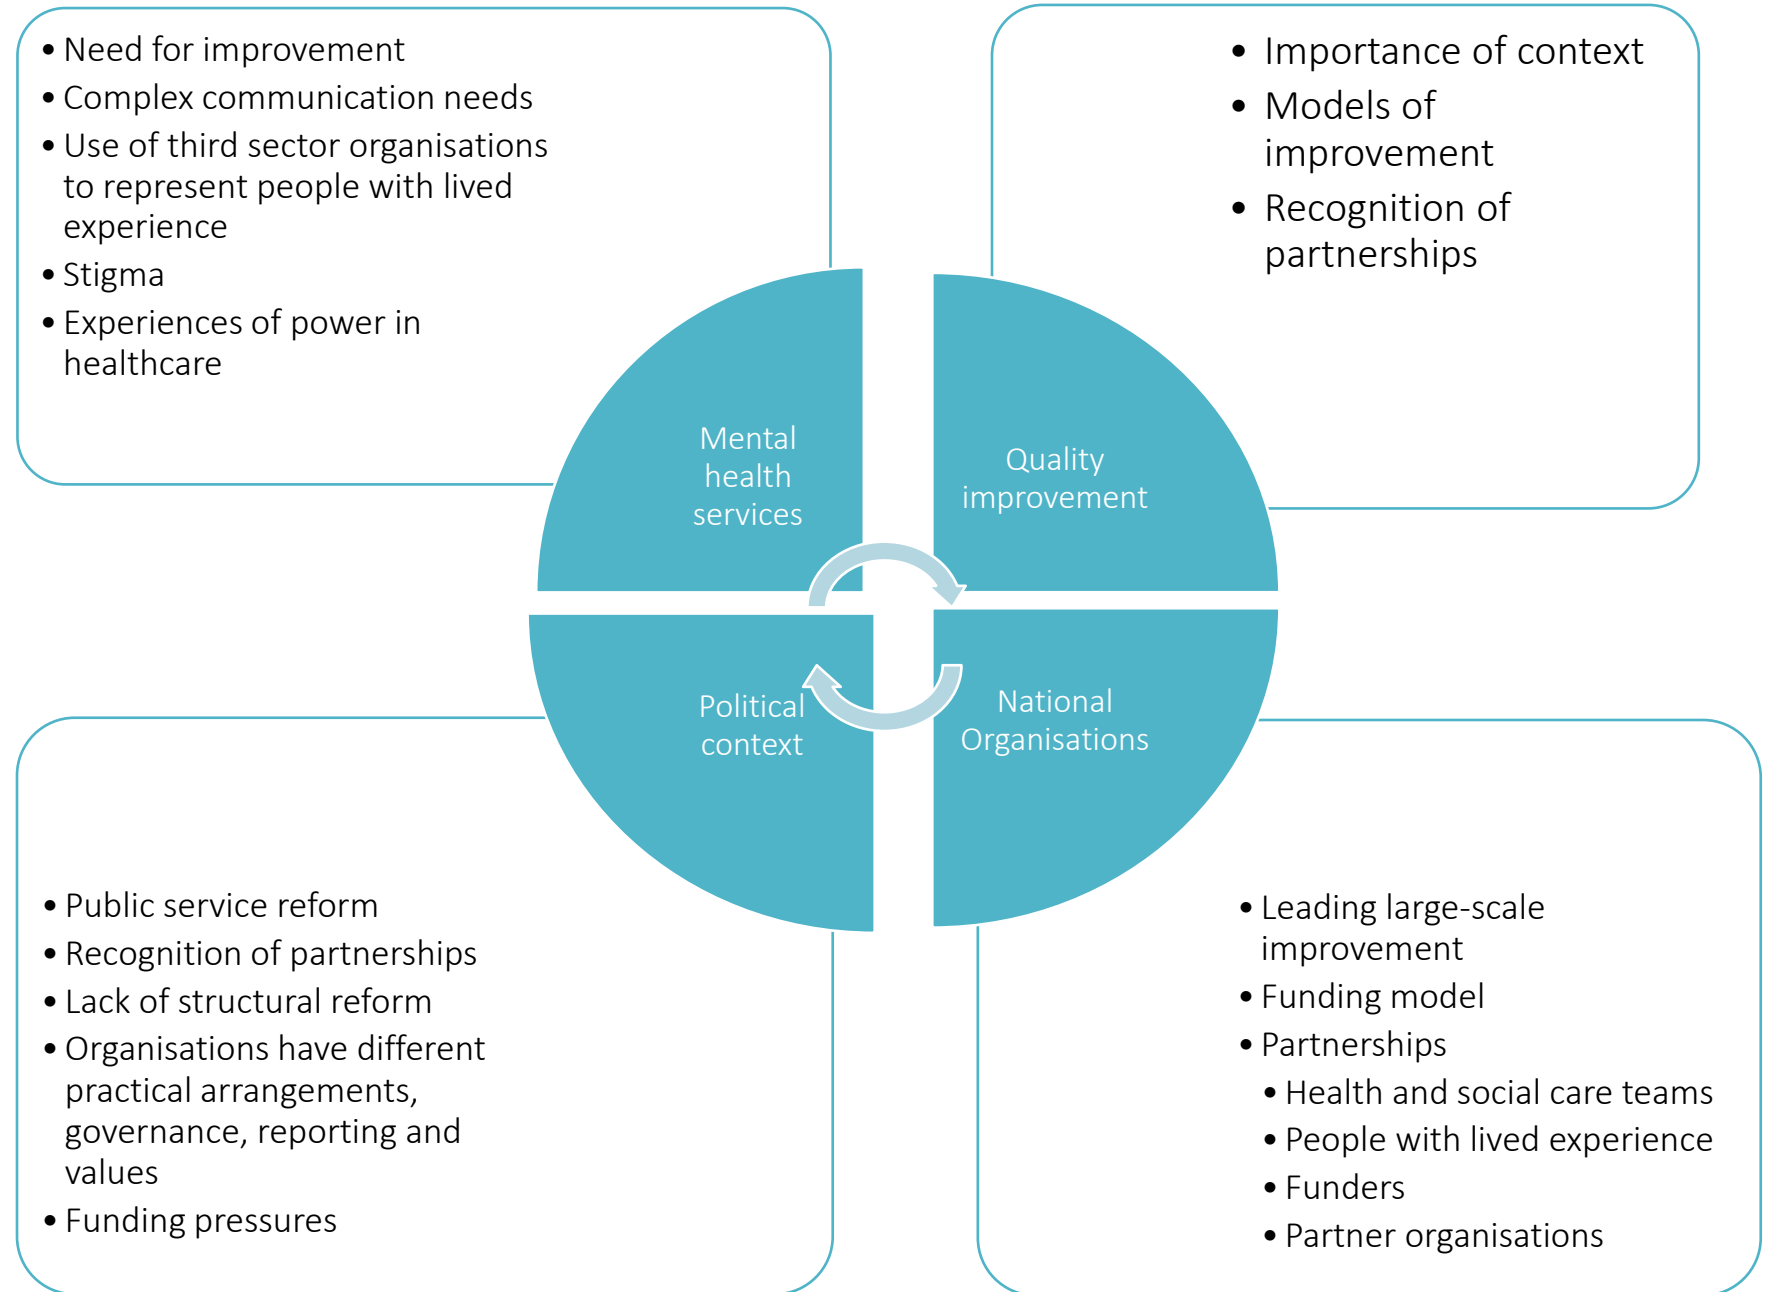 • Need for improvement
• Complex communication needs
• Use of third sector organisations
to represent people with lived
experience
• Stigma
• Experiences of power in
healthcare
• Importance of context
• Models of
improvement
• Recognition of
partnerships
Mental
health
services
Quality
improvement
Political
context
National
Organisations
• Public service reform
• Recognition of partnerships
• Lack of structural reform
• Organisations have different
practical arrangements,
governance, reporting and
values
• Funding pressures
• Leading large-scale
improvement
• Funding model
• Partnerships
• Health and social care teams
• People with lived experience
• Funders
• Partner organisations